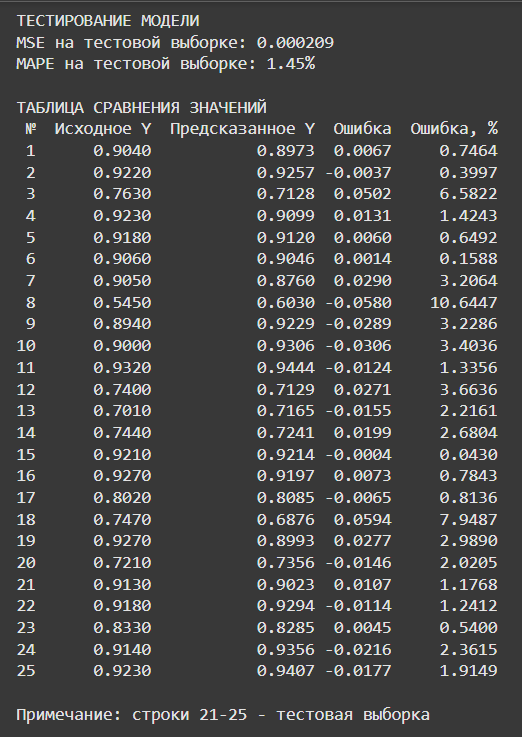 ТЕСТИРОВАНИЕ МОДЕЛИ
MSE на тестовой выборке: 0.000209
MAPE на тестовой выборке: 1.45%
ТАБЛИЦА СРАВНЕНИЯ ЗНАЧЕНИЙ
№ Исходное Y Предсказанное Y Ошибка Ошибка, %
1 0.9040 0.8973 0.0067 0.7464
2 0.9220 0.9257 -0.0037 0.3997
3 0.7630 0.7128 0.0502 6.5822
4 0.9230 0.9099 0.0131 1.4243
5 0.9180 0.9120 0.0060 0.6492
6 0.9060 0.9046 0.0014 0.1588
7 0.9050 0.8760 0.0290 3.2064
8 0.5450 0.6030 -0.0580 10.6447
9 0.8940 0.9229 -0.0289 3.2286
10 0.9000 0.9306 -0.0306 3.4036
11 0.9320 0.9444 -0.0124 1.3356
12 0.7400 0.7129 0.0271 3.6636
13 0.7010 0.7165 -0.0155 2.2161
14 0.7440 0.7241 0.0199 2.6804
15 0.9210 0.9214 -0.0004 0.0430
16 0.9270 0.9197 0.0073 0.7843
17 0.8020 0.8085 -0.0065 0.8136
18 0.7470 0.6876 0.0594 7.9487
19 0.9270 0.8993 0.0277 2.9890
20 0.7210 0.7356 -0.0146 2.0205
21 0.9130 0.9023 0.0107 1.1768
22 0.9180 0.9294 -0.0114 1.2412
23 0.8330 0.8285 0.0045 0.5400
24 0.9140 0.9356 -0.0216 2.3615
25 0.9230 0.9407 -0.0177 1.9149
Примечание: строки 21-25 - тестовая выборка